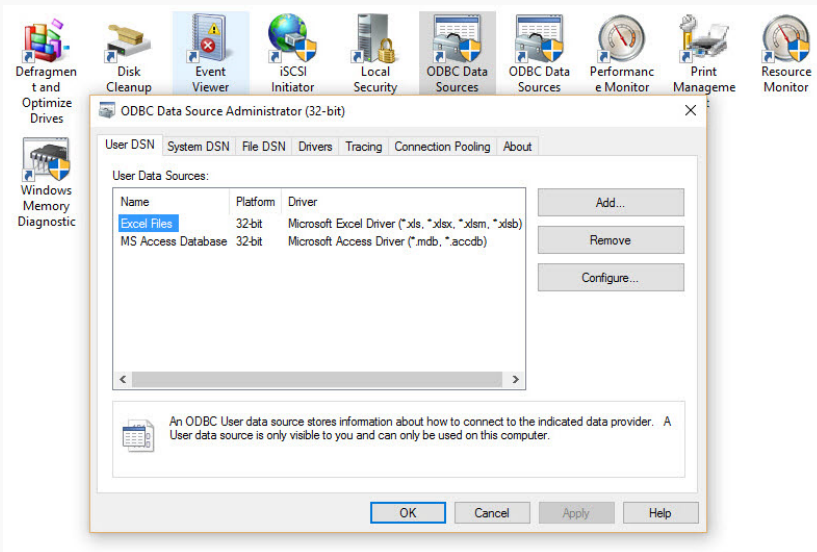 Defragmen
t and
Optimize
Drives
Disk
Cleanup
Event
Viewer
iSCSI
Initiator
Local
Security
ODBC Data
Sources
ODBC Data
Sources
Performanc
e Monitor
Print
Manageme
Resource
Monitor
Windows
Memory
Diagnostic
ODBC Data Source Administrator (32-bit)
User DSN System DSN File DSN Drivers Tracing Connection Pooling About
User Data Sources:
Name Platform Driver
Excel Files 32-bit Microsoft Excel Driver (*.xls, *.xlsx, *.xlsm, *.xlsb)
MS Access Database 32-bit Microsoft Access Driver (*.mdb, *.accdb)
Add...
Remove
Configure...
An ODBC User data source stores information about how to connect to the indicated data provider. A
User data source is only visible to you and can only be used on this computer.
OK Cancel Apply Help